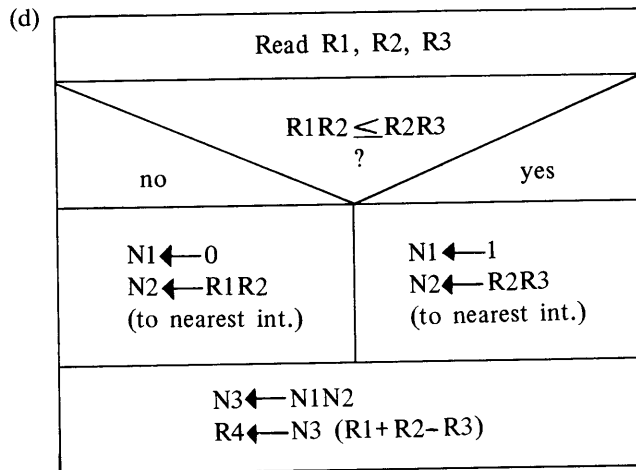 (d)
Read R1, R2, R3
R1R2 ≤ R2R3
?
no
yes
N1 ← 0
N2 ← R1R2
(to nearest int.)
N1 ← 1
N2 ← R2R3
(to nearest int.)
N3 ← N1N2
R4 ← N3 (R1+R2-R3)